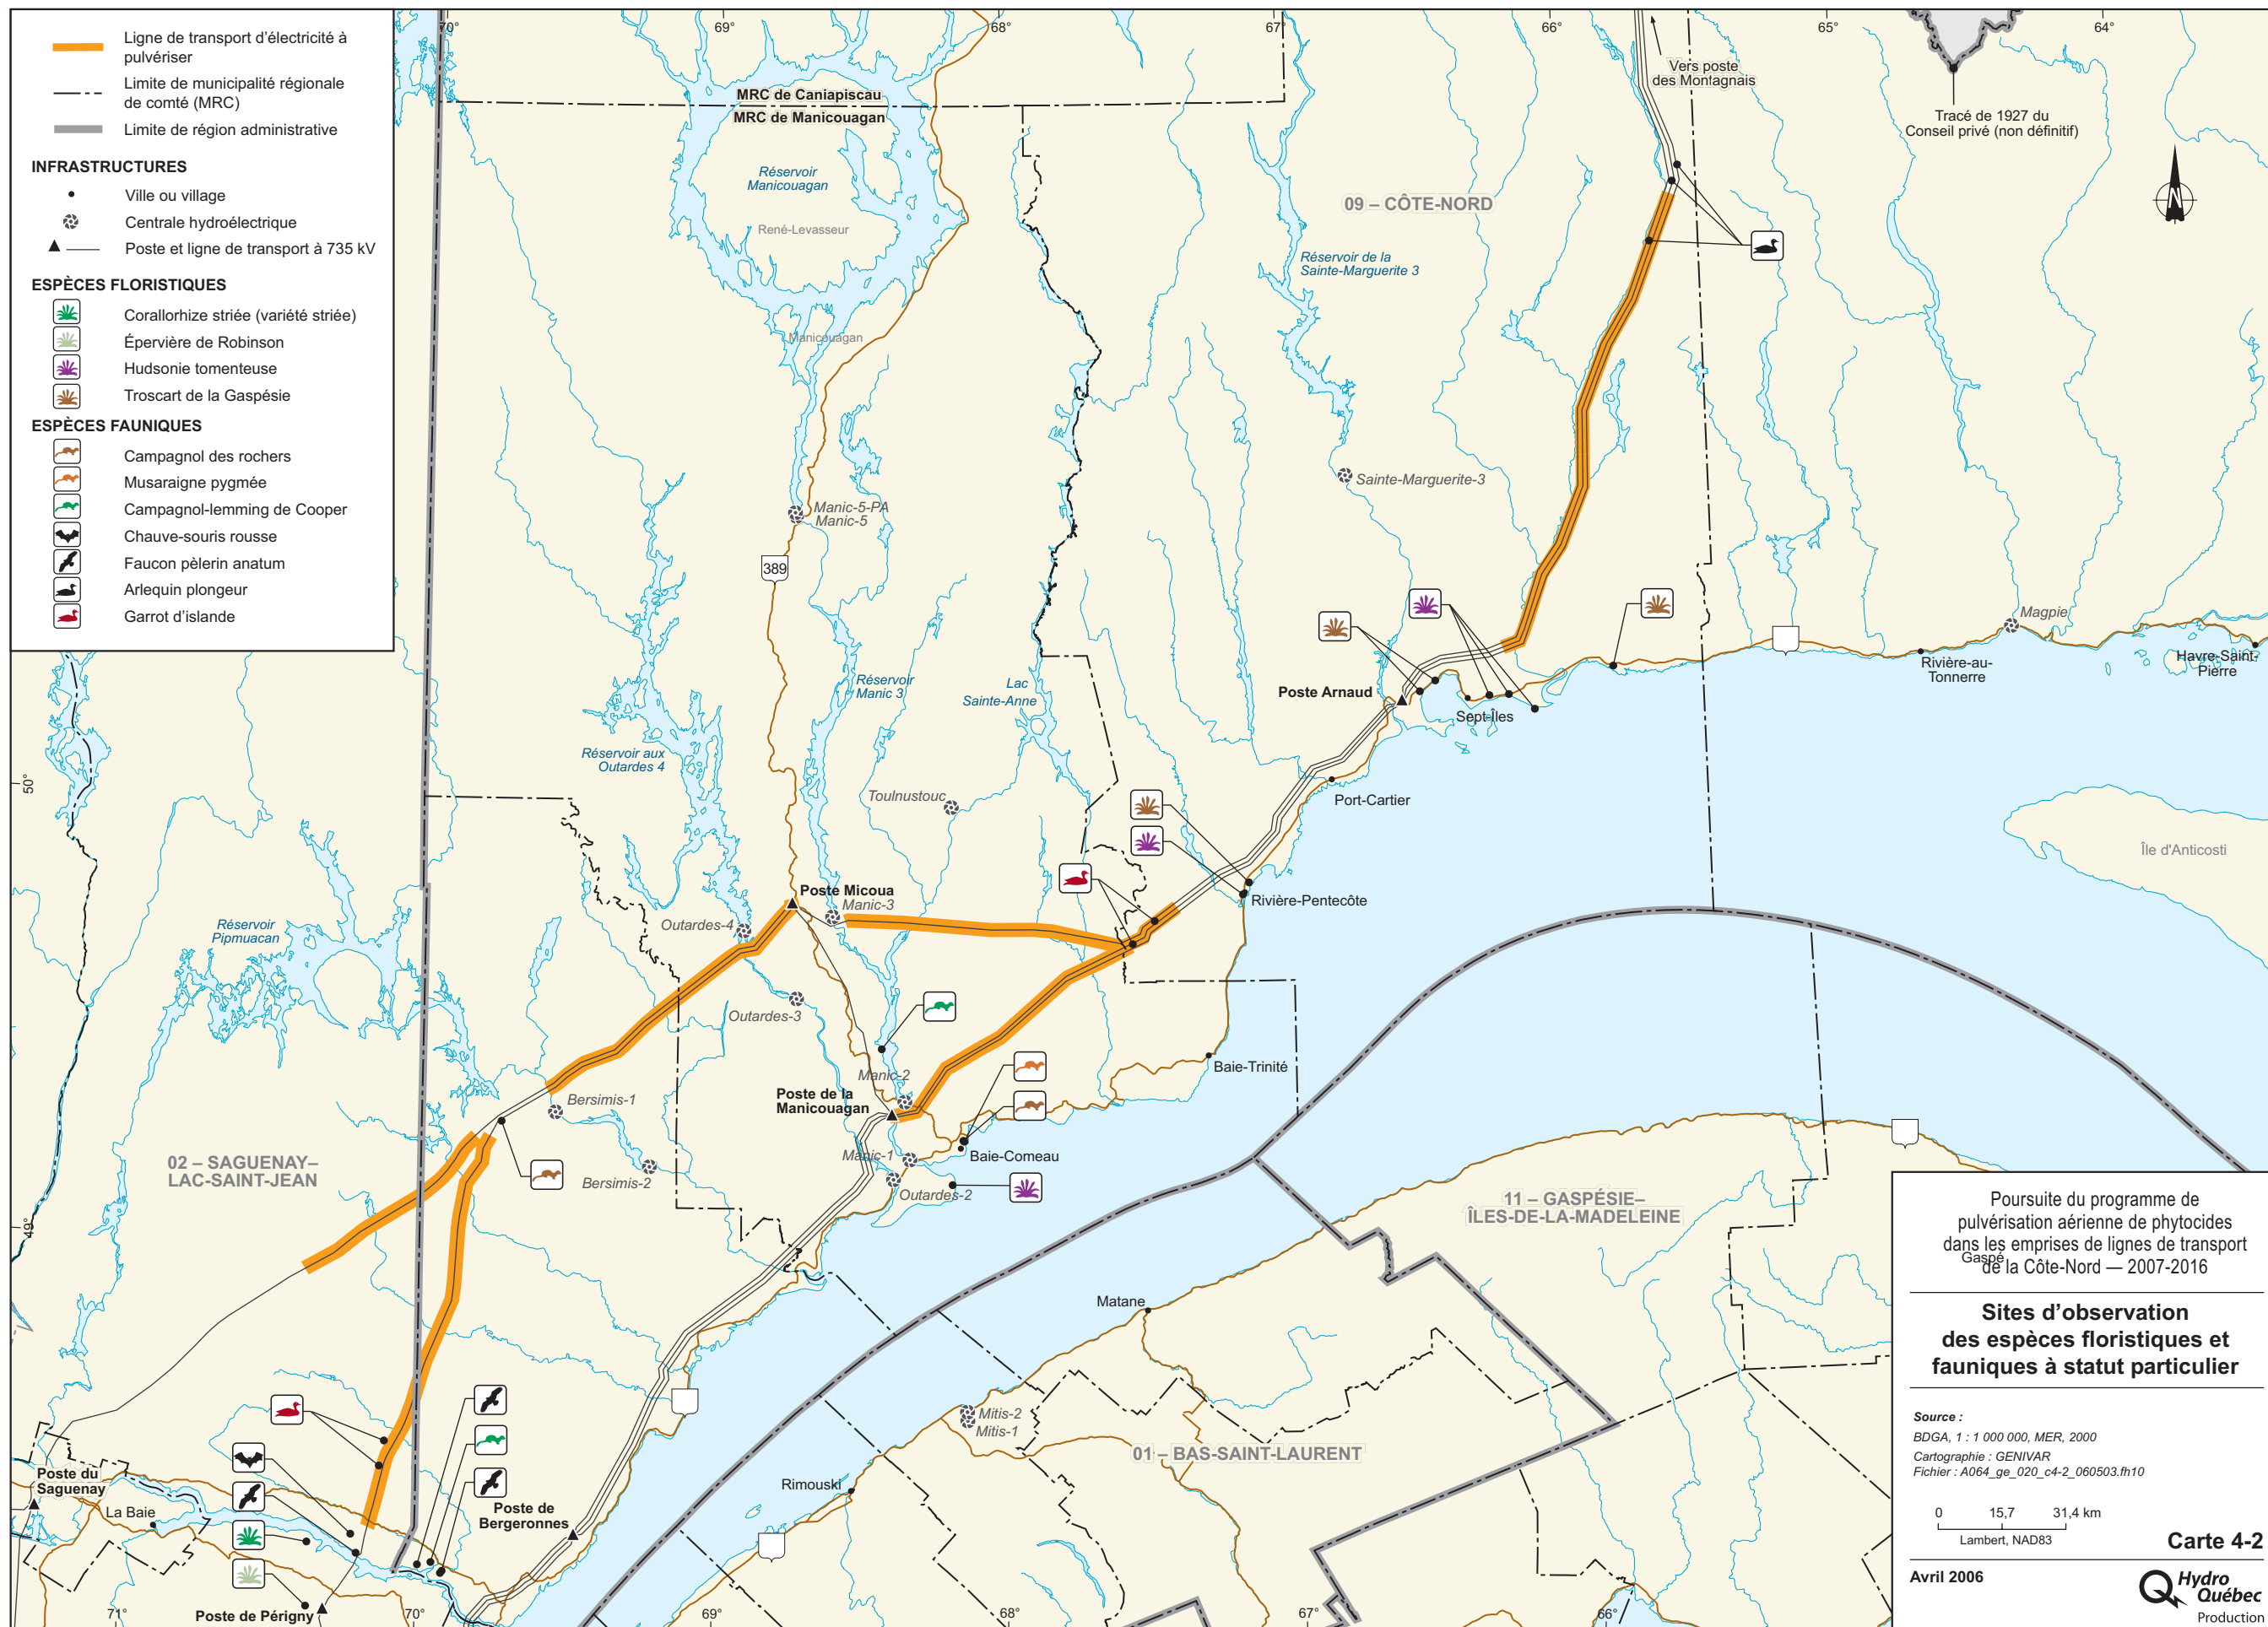 Ligne de transport d'électricité à
pulvériser
Limite de municipalité régionale
de comté (MRC)
Limite de région administrative
INFRASTRUCTURES
Ville ou village
Centrale hydroélectrique
Poste et ligne de transport à 735 kV
ESPÈCES FLORISTIQUES
Corallorhize striée (variété striée)
Épervière de Robinson
Hudsonie tomenteuse
Troscart de la Gaspésie
ESPÈCES FAUNIQUES
Campagnol des rochers
Musaraigne pygmée
Campagnol-lemming de Cooper
Chauve-souris rousse
Faucon pèlerin anatum
Arlequin plongeur
Garrot d'islande
70°
69°
68°
67°
66°
65°
64°
Vers poste
des Montagnais
Tracé de 1927 du
Conseil privé (non définitif)
MRC de Caniapiscau
MRC de Manicouagan
Réservoir
Manicouagan
René-Levasseur
Manicouagan
09 – CÔTE-NORD
N
Réservoir de la
Sainte-Marguerite 3
Sainte-Marguerite-3
Manic-5-PA
Manic-5
389
Magpie
Rivière-au-
Tonnerre
Havre-Saint-
Pierre
Réservoir
Manic 3
Lac
Sainte-Anne
Poste Arnaud
Sept-Îles
Réservoir aux
Outardes 4
50°
Toulnustouc
Port-Cartier
Île d'Anticosti
Poste Micoua
Manic-3
Rivière-Pentecôte
Outardes-4
Réservoir
Pipmuacan
Outardes-3
Manic-2
Baie-Trinité
Poste de la
Manicouagan
Bersimis-1
Manic-1
Baie-Comeau
Bersimis-2
Outardes-2
02 – SAGUENAY–
LAC-SAINT-JEAN
49°
11 – GASPÉSIE–
ÎLES-DE-LA-MADELEINE
Matane
Mitis-2
Mitis-1
01 – BAS-SAINT-LAURENT
Rimouski
Poste du
Saguenay
La Baie
Poste de
Bergeronnes
Poste de Périgny
71°
70°
69°
68°
67°
66°
Poursuite du programme de
pulvérisation aérienne de phytocides
dans les emprises de lignes de transport
Gaspé
de la Côte-Nord — 2007-2016
Sites d'observation
des espèces floristiques et
fauniques à statut particulier
Source :
BDGA, 1 : 1 000 000, MER, 2000
Cartographie : GENIVAR
Fichier : A064_ge_020_c4-2_060503.fh10
0 15,7 31,4 km
Lambert, NAD83
Carte 4-2
Avril 2006
Hydro
Québec
Production